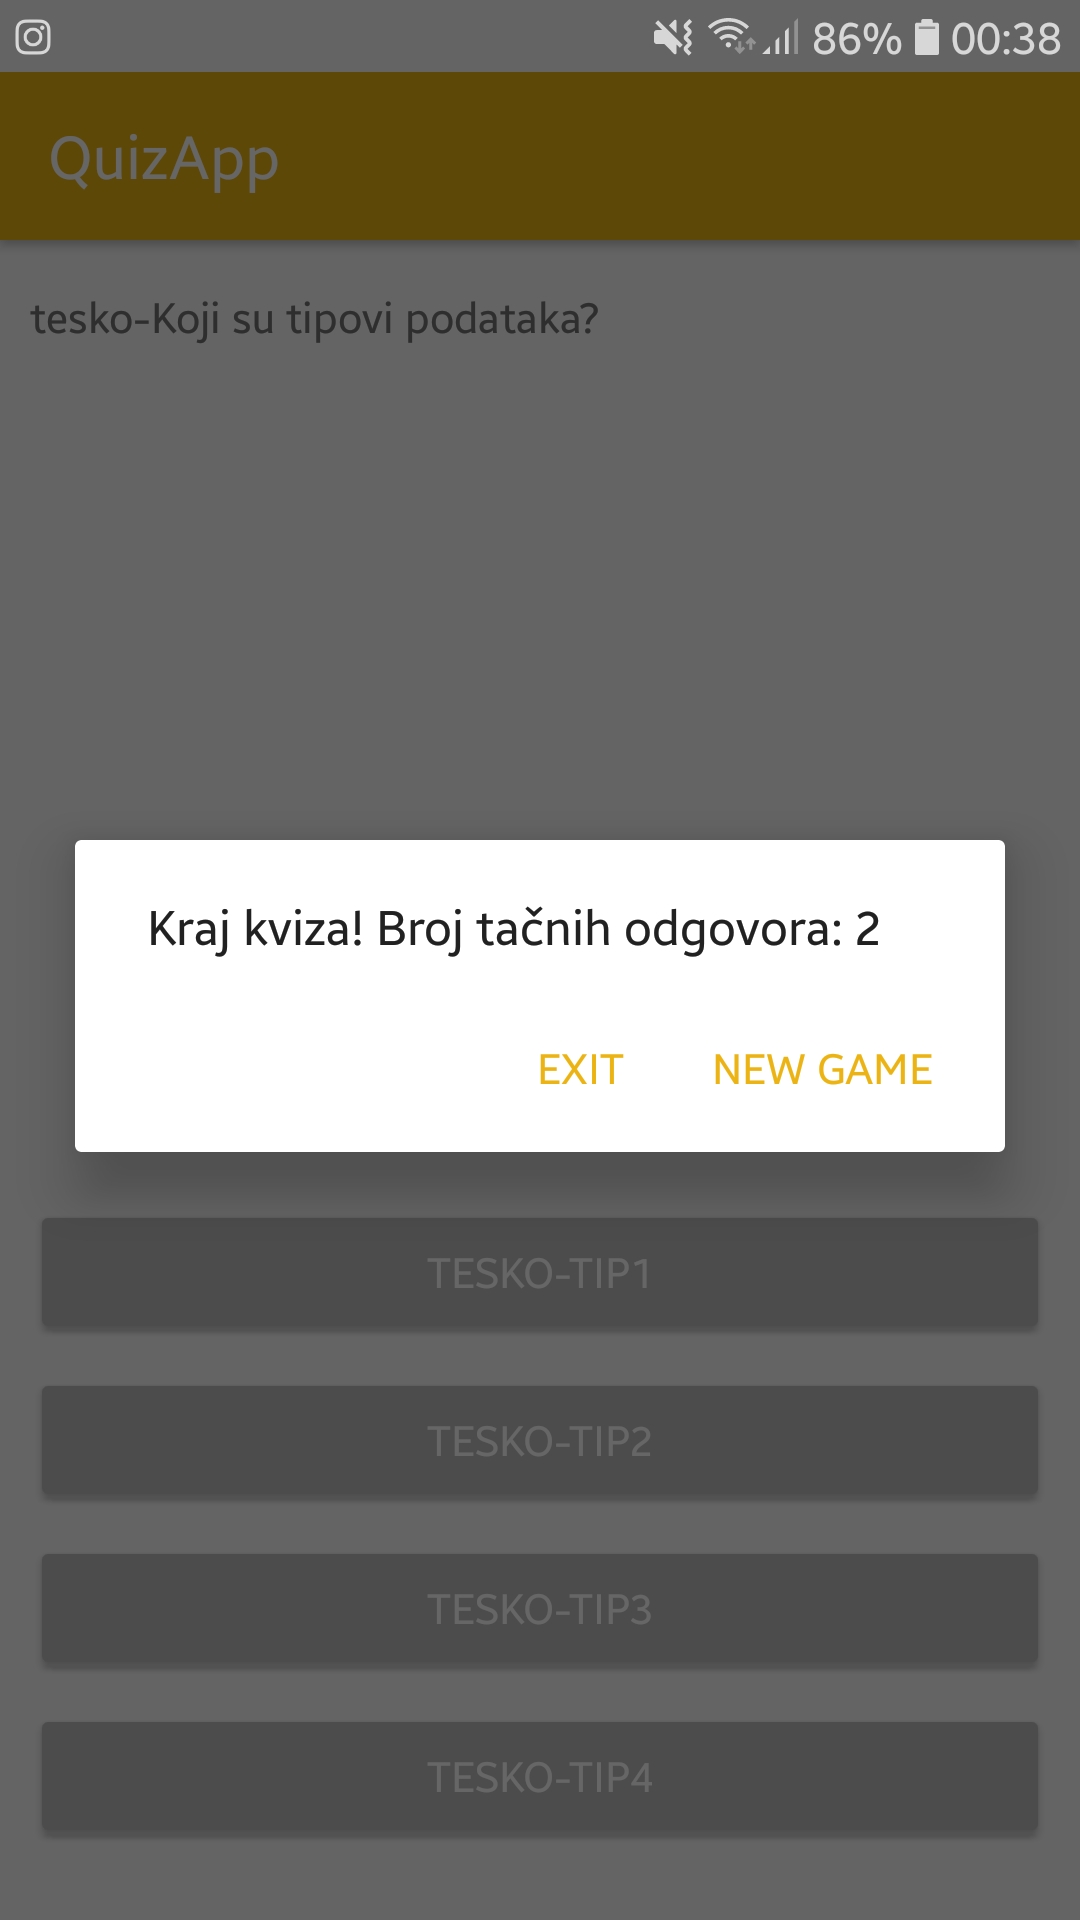 86% 00:38
QuizApp
tesko-Koji su tipovi podataka?
Kraj kviza! Broj tačnih odgovora: 2
EXIT NEW GAME
TESKO-TIP1
TESKO-TIP2
TESKO-TIP3
TESKO-TIP4